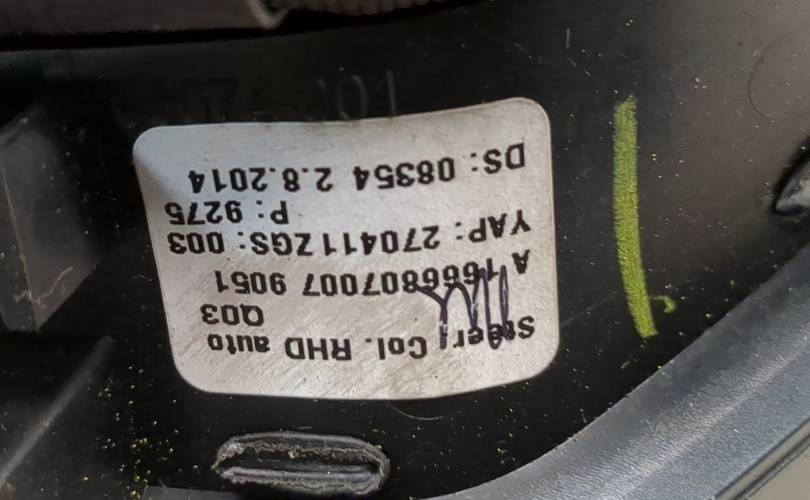 Steer. Col. RHD auto
Q03
A 1666807007 9051
YAP: 270411ZGS: 003
P: 9275
DS: 08354 2.8.2014